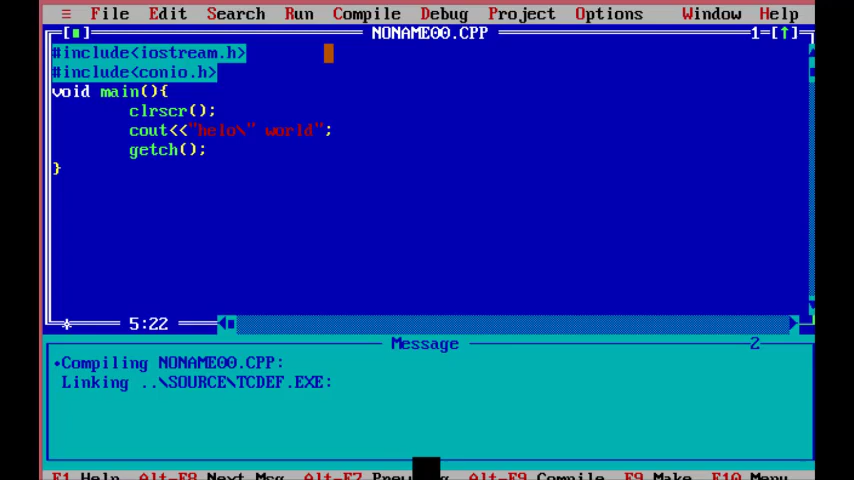 ≡ File Edit Search Run Compile Debug Project Options Window Help
[■] NONAME00.CPP 1=[↑]
#include<iostream.h>
#include<conio.h>
void main(){
clrscr();
cout<<"helo\" world";
getch();
}
5:22
Message 2
•Compiling NONAME00.CPP:
Linking ..\SOURCE\TCDEF.EXE:
F1 Help Alt-F8 Next Msg Alt-F7 Prev Alt-F9 Compile F9 Make F10 Menu